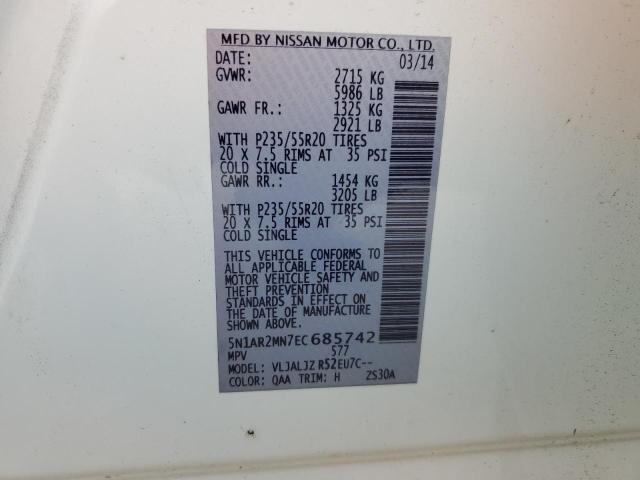 MFD BY NISSAN MOTOR CO., LTD.
DATE: 03/14
GVWR: 2715 KG
5986 LB
GAWR FR.: 1325 KG
2921 LB
WITH P235/55R20 TIRES
20 X 7.5 RIMS AT 35 PSI
COLD SINGLE
GAWR RR.: 1454 KG
3205 LB
WITH P235/55R20 TIRES
20 X 7.5 RIMS AT 35 PSI
COLD SINGLE
THIS VEHICLE CONFORMS TO
ALL APPLICABLE FEDERAL
MOTOR VEHICLE SAFETY AND
THEFT PREVENTION
STANDARDS IN EFFECT ON
THE DATE OF MANUFACTURE
SHOWN ABOVE.
5N1AR2MN7EC685742
MPV S77
MODEL: VLJALJZ R52EU7C--
COLOR: QAA TRIM: H ZS30A